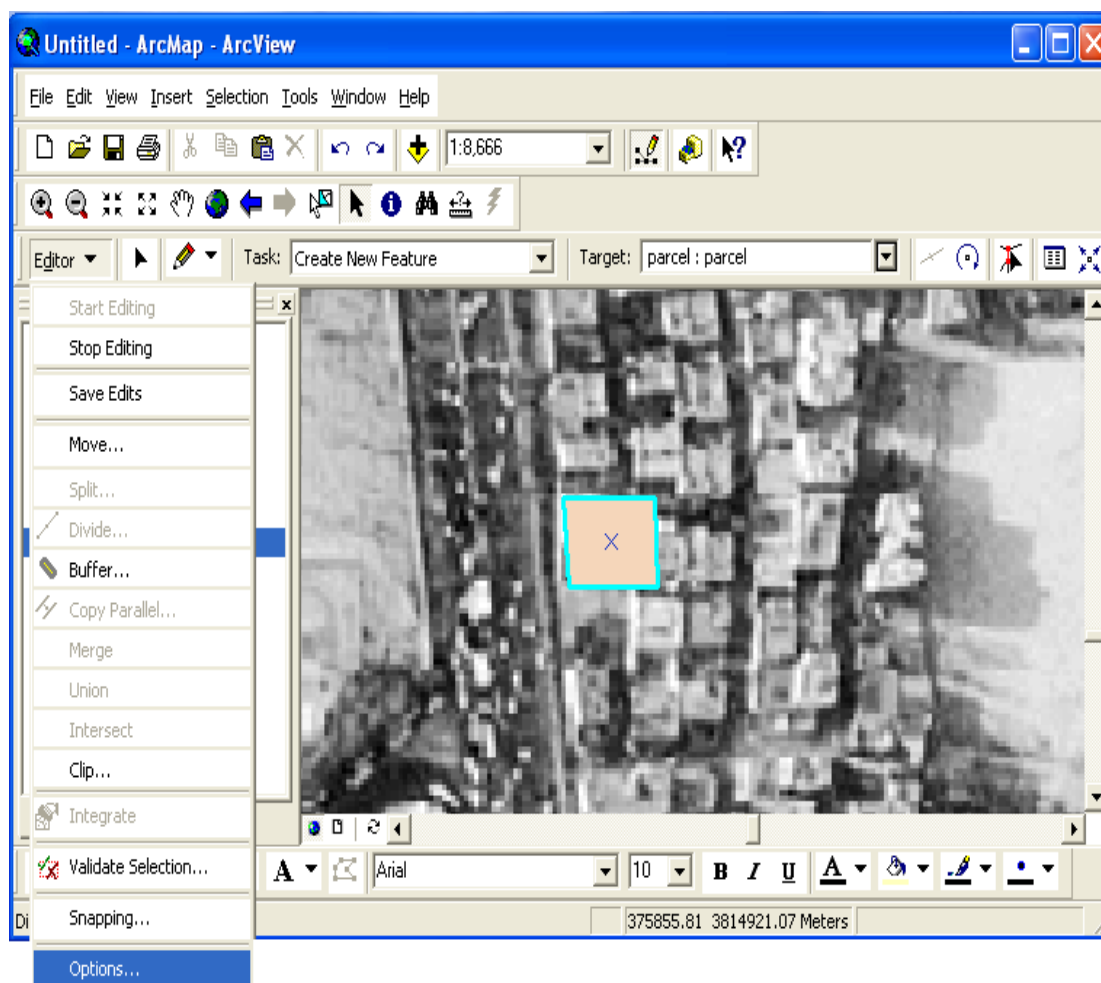 Untitled - ArcMap - ArcView
File Edit View Insert Selection Tools Window Help
1:8,666
Editor Task: Create New Feature Target: parcel : parcel
Start Editing
Stop Editing
Save Edits
Move...
Split...
Divide...
Buffer...
Copy Parallel...
Merge
Union
Intersect
Clip...
Integrate
Validate Selection...
A Arial 10 B I U A
Snapping...
Di 375855.81 3814921.07 Meters
Options...